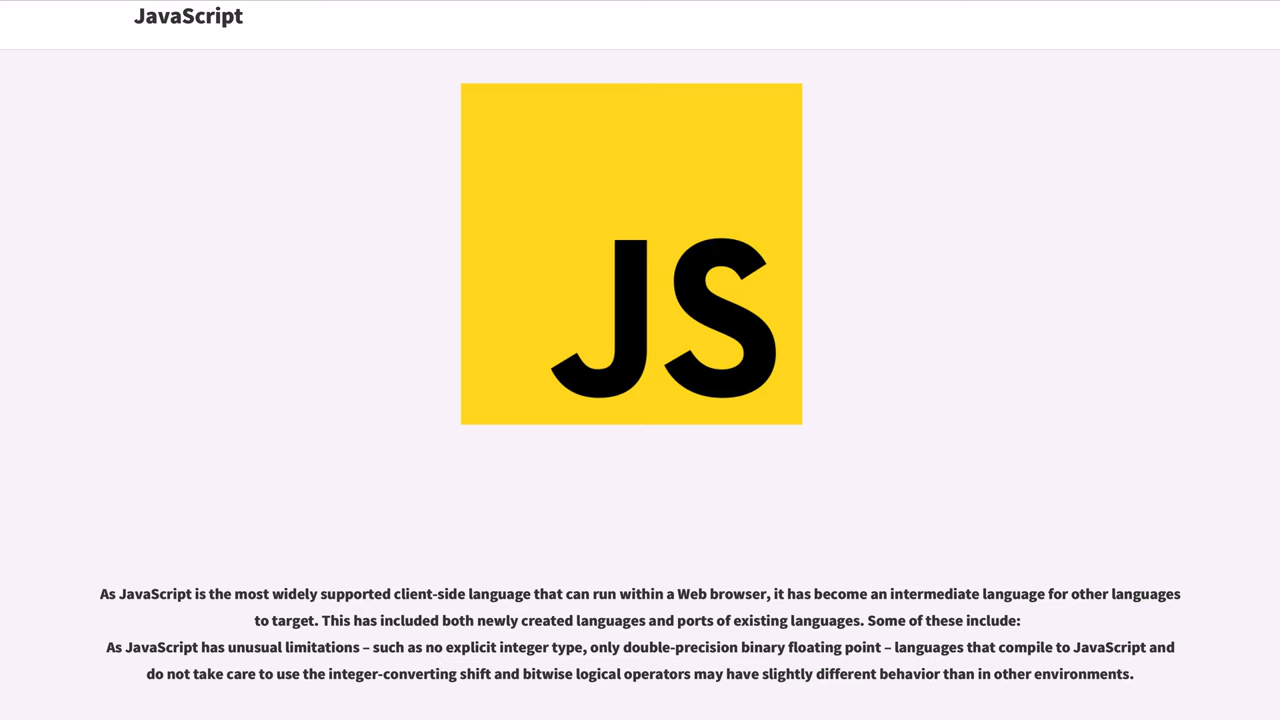 JavaScript
JS
As JavaScript is the most widely supported client-side language that can run within a Web browser, it has become an intermediate language for other languages
to target. This has included both newly created languages and ports of existing languages. Some of these include:
As JavaScript has unusual limitations – such as no explicit integer type, only double-precision binary floating point – languages that compile to JavaScript and
do not take care to use the integer-converting shift and bitwise logical operators may have slightly different behavior than in other environments.